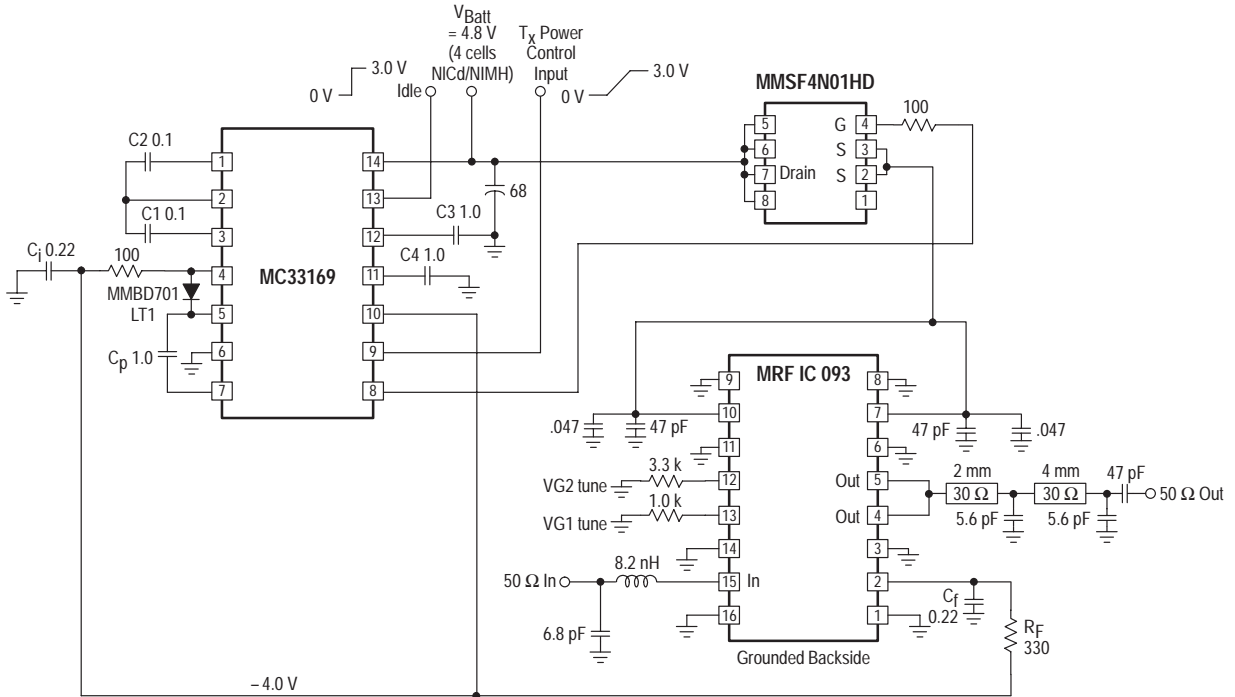 VBatt
= 4.8 V
(4 cells
NICd/NIMH)
Tx Power
Control
Input
3.0 V
0 V
Idle
0 V
3.0 V
MMSF4N01HD
100
5
6
7
8
Drain
G
S
S
4
3
2
1
C2 0.1
C1 0.1
Ci 0.22
100
MMBD701
LT1
Cp 1.0
1
2
3
4
5
6
7
MC33169
14
13
12
11
10
9
8
68
C3 1.0
C4 1.0
MRF IC 093
9
10
11
12
13
14
15
16
In
8
7
6
5
4
3
2
1
Out
Out
.047
47 pF
47 pF
.047
VG2 tune
3.3 k
VG1 tune
1.0 k
50 Ω In
8.2 nH
6.8 pF
2 mm
30 Ω
4 mm
30 Ω
47 pF
50 Ω Out
5.6 pF
5.6 pF
Cf
0.22
RF
330
Grounded Backside
– 4.0 V